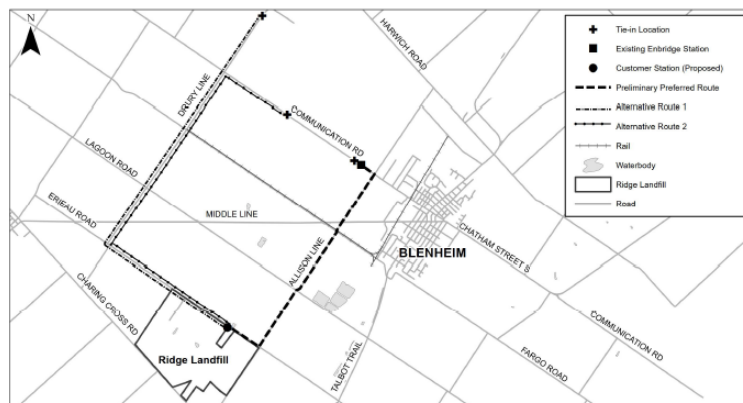 N
HARWICH ROAD
DRURY LINE
COMMUNICATION RD
LAGOON ROAD
ERIEAU ROAD
MIDDLE LINE
ALLISON LINE
BLENHEIM
CHATHAM STREET S
CHARING CROSS RD
Ridge Landfill
TALBOT TRAIL
FARGO ROAD
COMMUNICATION RD
Tie-in Location
Existing Enbridge Station
Customer Station (Proposed)
Preliminary Preferred Route
Alternative Route 1
Alternative Route 2
Rail
Waterbody
Ridge Landfill
Road